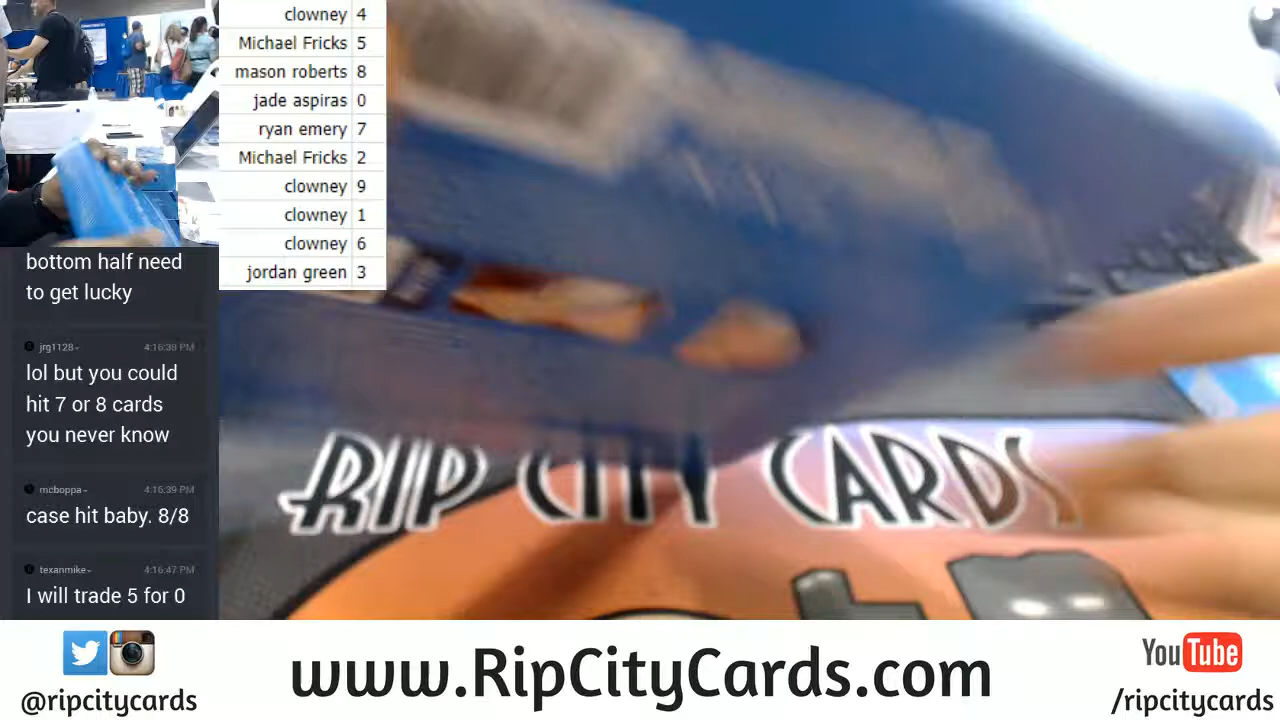 clowney 4
Michael Fricks 5
mason roberts 8
jade aspiras 0
ryan emery 7
Michael Fricks 2
clowney 9
clowney 1
clowney 6
jordan green 3
bottom half need
to get lucky
jrg1128 4:16:38 PM
lol but you could
hit 7 or 8 cards
you never know
mcboppa 4:16:39 PM
case hit baby. 8/8
texanmike 4:16:47 PM
I will trade 5 for 0
RIP CITY CARDS
@ripcitycards
www.RipCityCards.com
YouTube
/ripcitycards